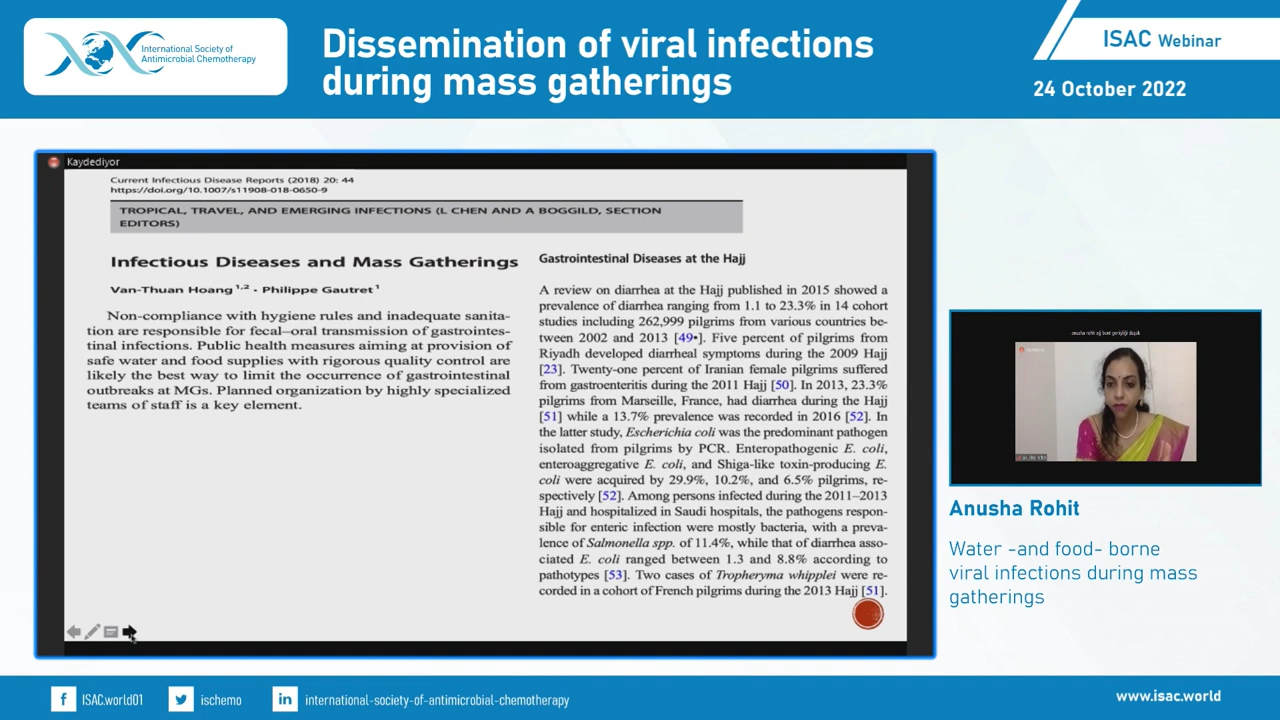 International Society of
Antimicrobial Chemotherapy
Dissemination of viral infections
during mass gatherings
ISAC Webinar
24 October 2022
Kaydediyor
Current Infectious Disease Reports (2018) 20: 44
https://doi.org/10.1007/s11908-018-0650-9
TROPICAL, TRAVEL, AND EMERGING INFECTIONS (L CHEN AND A BOGGILD, SECTION
EDITORS)
Infectious Diseases and Mass Gatherings
Van-Thuan Hoang 1,2 · Philippe Gautret 1
Non-compliance with hygiene rules and inadequate sanita-
tion are responsible for fecal–oral transmission of gastrointes-
tinal infections. Public health measures aiming at provision of
safe water and food supplies with rigorous quality control are
likely the best way to limit the occurrence of gastrointestinal
outbreaks at MGs. Planned organization by highly specialized
teams of staff is a key element.
Gastrointestinal Diseases at the Hajj
A review on diarrhea at the Hajj published in 2015 showed a
prevalence of diarrhea ranging from 1.1 to 23.3% in 14 cohort
studies including 262,999 pilgrims from various countries be-
tween 2002 and 2013 [49•]. Five percent of pilgrims from
Riyadh developed diarrheal symptoms during the 2009 Hajj
[23]. Twenty-one percent of Iranian female pilgrims suffered
from gastroenteritis during the 2011 Hajj [50]. In 2013, 23.3%
pilgrims from Marseille, France, had diarrhea during the Hajj
[51] while a 13.7% prevalence was recorded in 2016 [52]. In
the latter study, Escherichia coli was the predominant pathogen
isolated from pilgrims by PCR. Enteropathogenic E. coli,
enteroaggregative E. coli, and Shiga-like toxin-producing E.
coli were acquired by 29.9%, 10.2%, and 6.5% pilgrims, re-
spectively [52]. Among persons infected during the 2011–2013
Hajj and hospitalized in Saudi hospitals, the pathogens respon-
sible for enteric infection were mostly bacteria, with a preva-
lence of Salmonella spp. of 11.4%, while that of diarrhea asso-
ciated E. coli ranged between 1.3 and 8.8% according to
pathotypes [53]. Two cases of Tropheryma whipplei were re-
corded in a cohort of French pilgrims during the 2013 Hajj [51].
Anusha Rohit
Water -and food- borne
viral infections during mass
gatherings
ISAC.world01
ischemo
international-society-of-antimicrobial-chemotherapy
www.isac.world